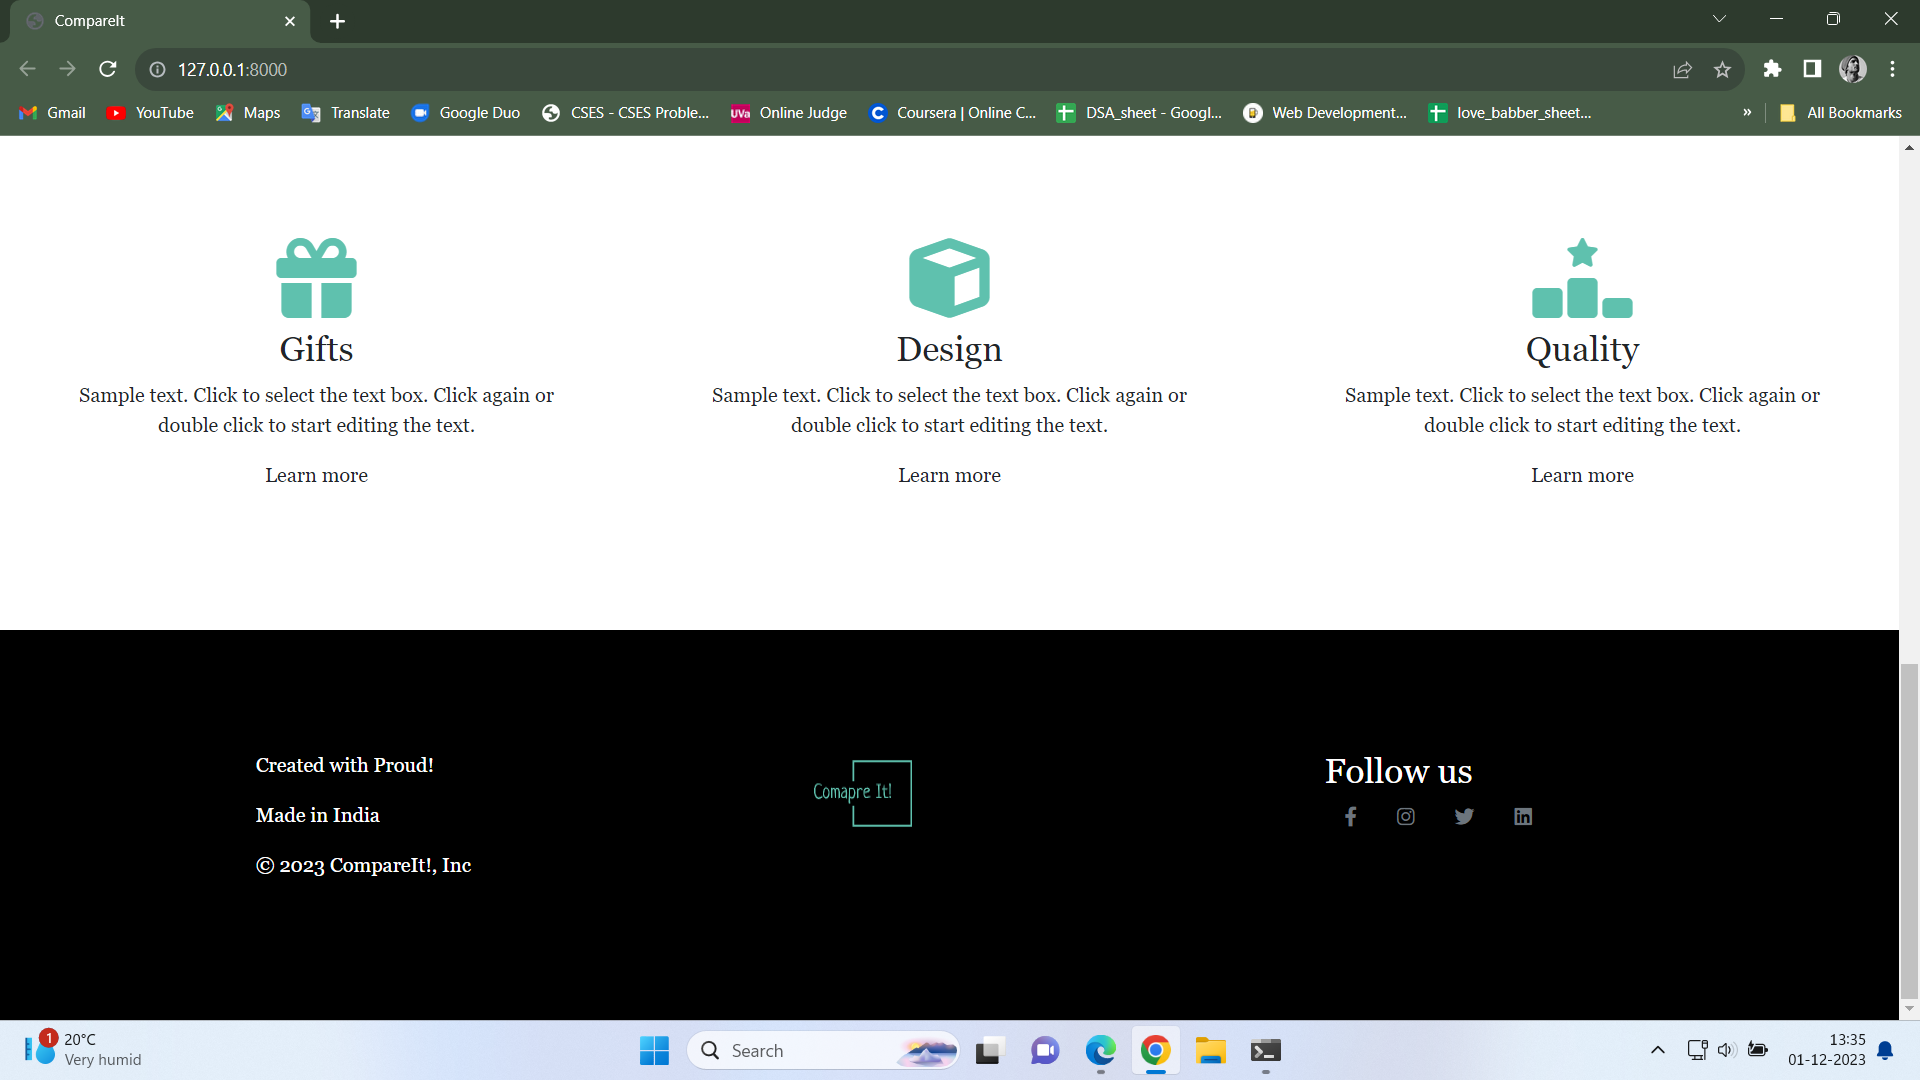 CompareIt
127.0.0.1:8000
Gmail YouTube Maps Translate Google Duo CSES - CSES Proble... Online Judge Coursera | Online C... DSA_sheet - Googl... Web Development... love_babber_sheet... » All Bookmarks
Gifts
Sample text. Click to select the text box. Click again or
double click to start editing the text.
Learn more
Design
Sample text. Click to select the text box. Click again or
double click to start editing the text.
Learn more
Quality
Sample text. Click to select the text box. Click again or
double click to start editing the text.
Learn more
Created with Proud!
Made in India
© 2023 CompareIt!, Inc
Comapre It!
Follow us
1
20°C
Very humid
Search
13:35
01-12-2023